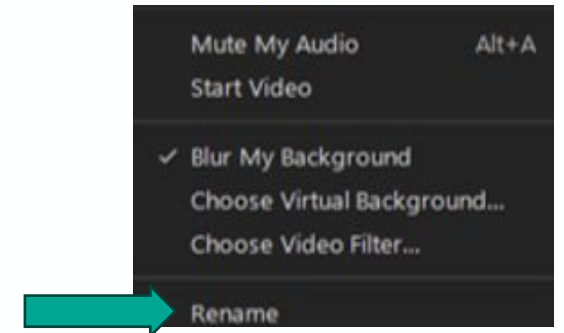 Mute My Audio Alt+A
Start Video
Blur My Background
Choose Virtual Background...
Choose Video Filter...
Rename